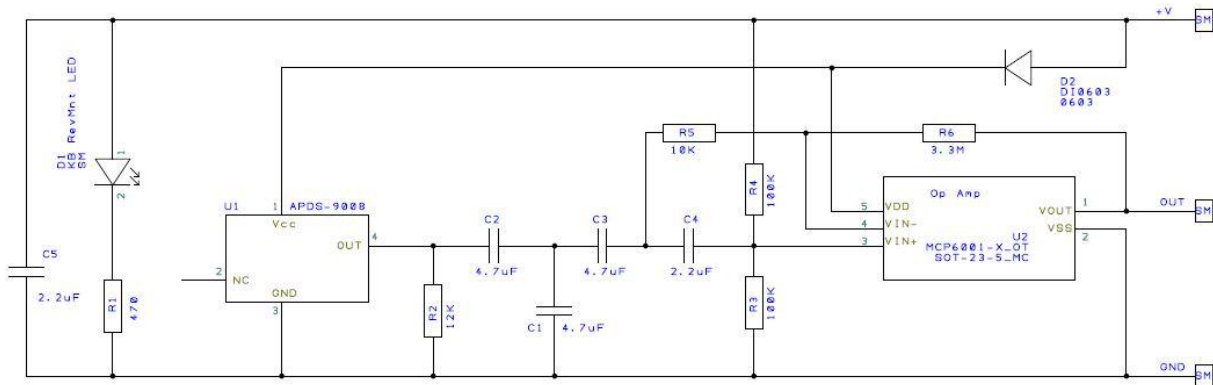 +V
SM
D2
DI0603
0603
D1
KB RevMnt LED
SM
1
2
R5
10K
R6
3.3M
R4
100K
U1
1
APDS-9008
Vcc
OUT
4
2
NC
GND
3
C5
2.2uF
R1
470
R2
12K
C2
4.7uF
C1
4.7uF
C3
4.7uF
C4
2.2uF
R3
100K
Op Amp
5
VDD
4
VIN-
3
VIN+
VOUT
1
VSS
2
U2
MCP6001-X_OT
SOT-23-5_MC
OUT
SM
GND
SM